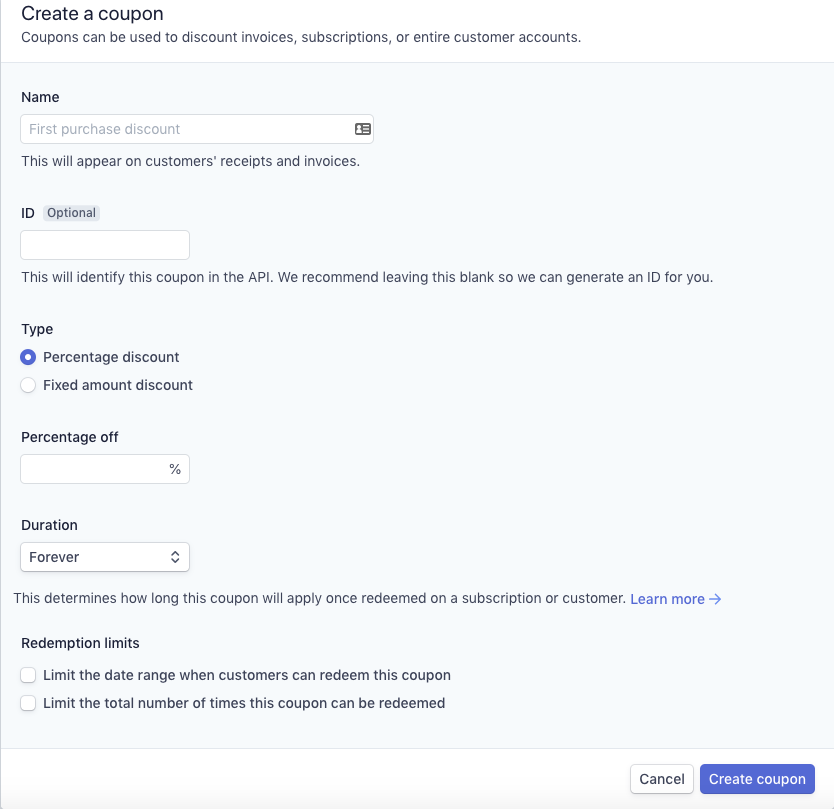 Create a coupon
Coupons can be used to discount invoices, subscriptions, or entire customer accounts.
Name
First purchase discount
This will appear on customers' receipts and invoices.
ID Optional
This will identify this coupon in the API. We recommend leaving this blank so we can generate an ID for you.
Type
Percentage discount
Fixed amount discount
Percentage off
%
Duration
Forever
This determines how long this coupon will apply once redeemed on a subscription or customer. Learn more →
Redemption limits
Limit the date range when customers can redeem this coupon
Limit the total number of times this coupon can be redeemed
Cancel Create coupon